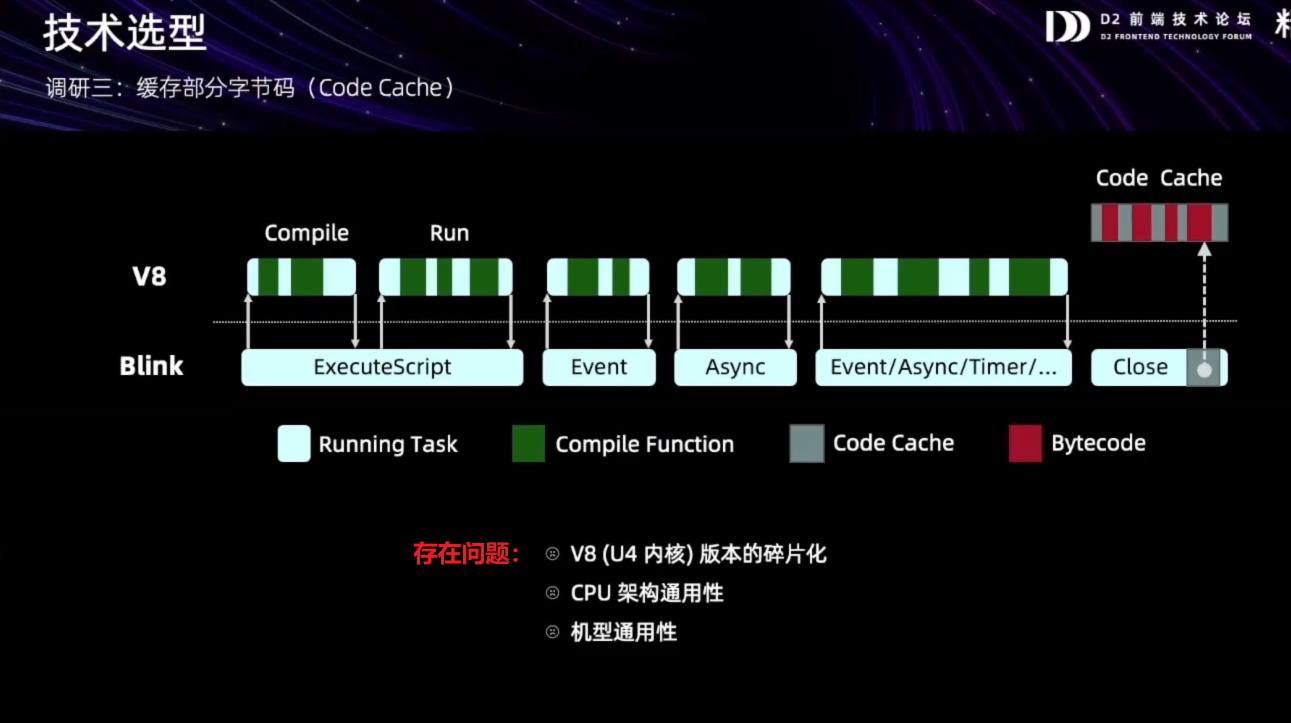 技术选型
D2 前端技术论坛
D2 FRONTEND TECHNOLOGY FORUM
调研三：缓存部分字节码（Code Cache）
Code Cache
Compile
Run
V8
Blink
ExecuteScript
Event
Async
Event/Async/Timer/...
Close
Running Task
Compile Function
Code Cache
Bytecode
存在问题：
V8 (U4 内核) 版本的碎片化
CPU 架构通用性
机型通用性